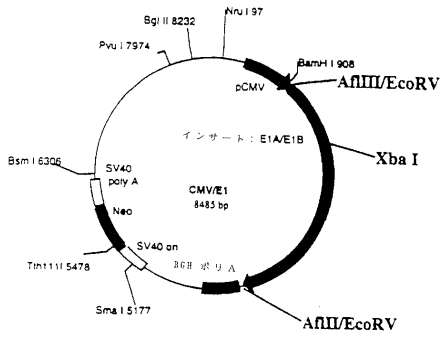 Nru I 97
Bgl II 8232
Pvu I 7974
BamH I 908
AflIII/EcoRV
pCMV
インサート: E1A/E1B
Xba I
Bsm I 6306
SV40
poly A
CMV/E1
8485 bp
Neo
SV40 ori
Tth111I 5478
BGH ポリA
Sma I 5177
AflII/EcoRV